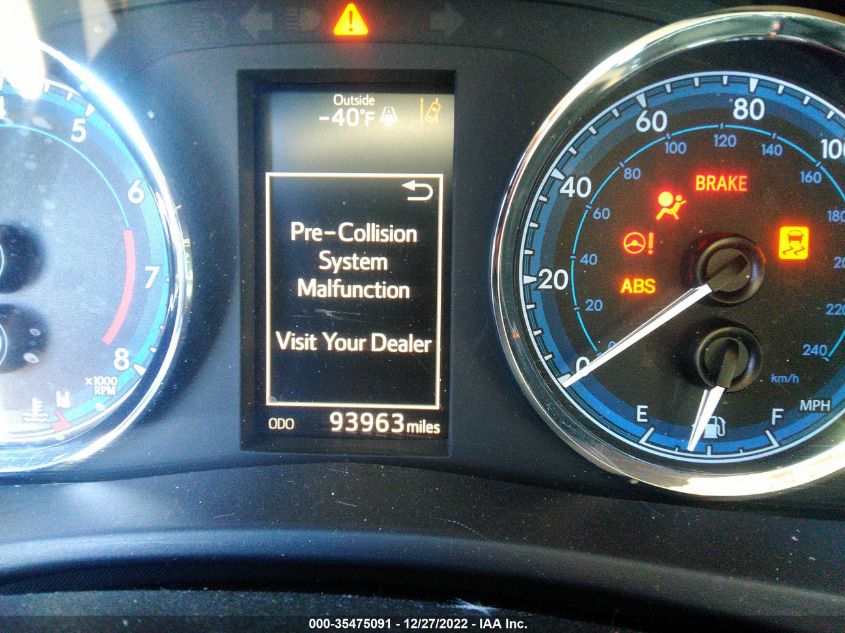 Outside
-40°F
Pre-Collision
System
Malfunction
Visit Your Dealer
ODO 93963 miles
5
6
7
8
x1000
RPM
H
0
20
40
60
80
100
20
40
60
80
100
120
140
160
180
220
240
km/h
MPH
BRAKE
ABS
!
E
F
000-35475091 - 12/27/2022 - IAA Inc.